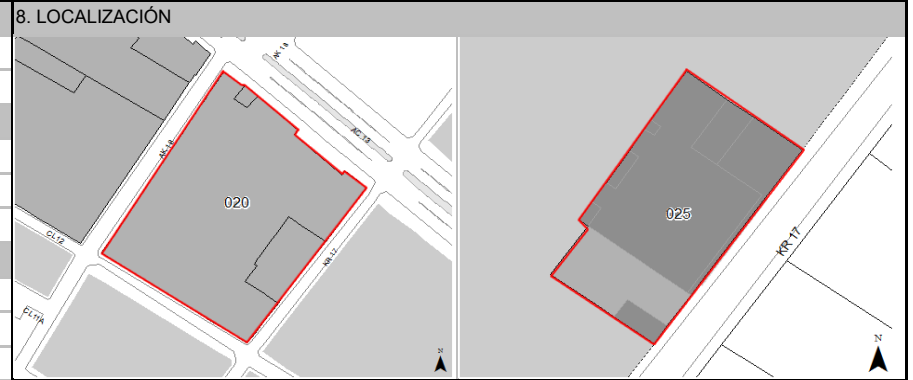 8. LOCALIZACIÓN
AK 18
AC 13
AK 18
020
CL12
KR 17
CL11A
N
025
KR 17
N